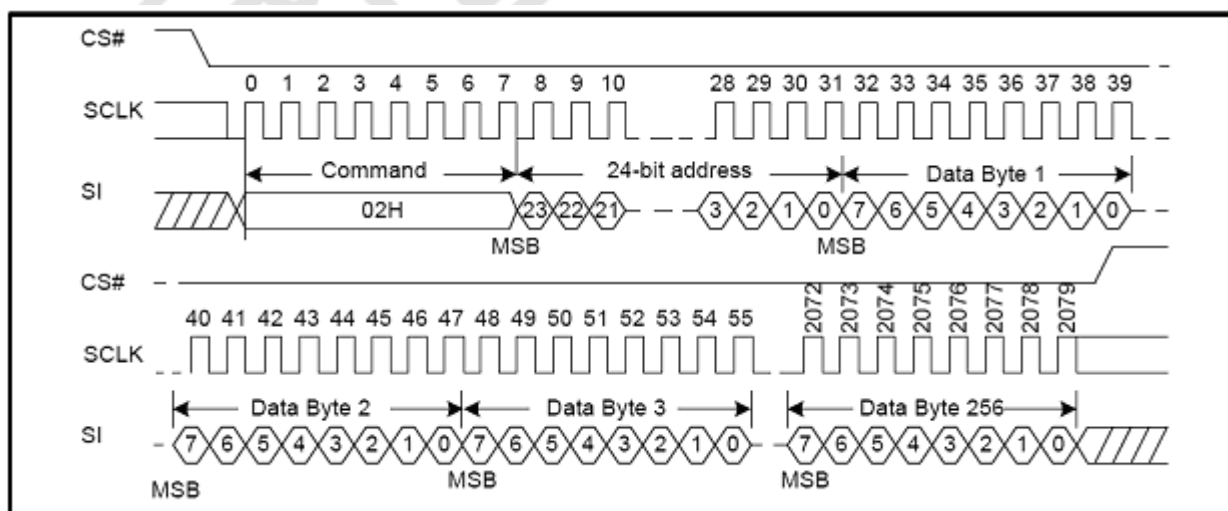 CS#
0 1 2 3 4 5 6 7 8 9 10 28 29 30 31 32 33 34 35 36 37 38 39
SCLK
Command 24-bit address Data Byte 1
SI
02H 23 22 21 3 2 1 0 7 6 5 4 3 2 1 0
MSB MSB
CS#
40 41 42 43 44 45 46 47 48 49 50 51 52 53 54 55 2072 2073 2074 2075 2076 2077 2078 2079
SCLK
Data Byte 2 Data Byte 3 Data Byte 256
SI
7 6 5 4 3 2 1 0 7 6 5 4 3 2 1 0 7 6 5 4 3 2 1 0
MSB MSB MSB